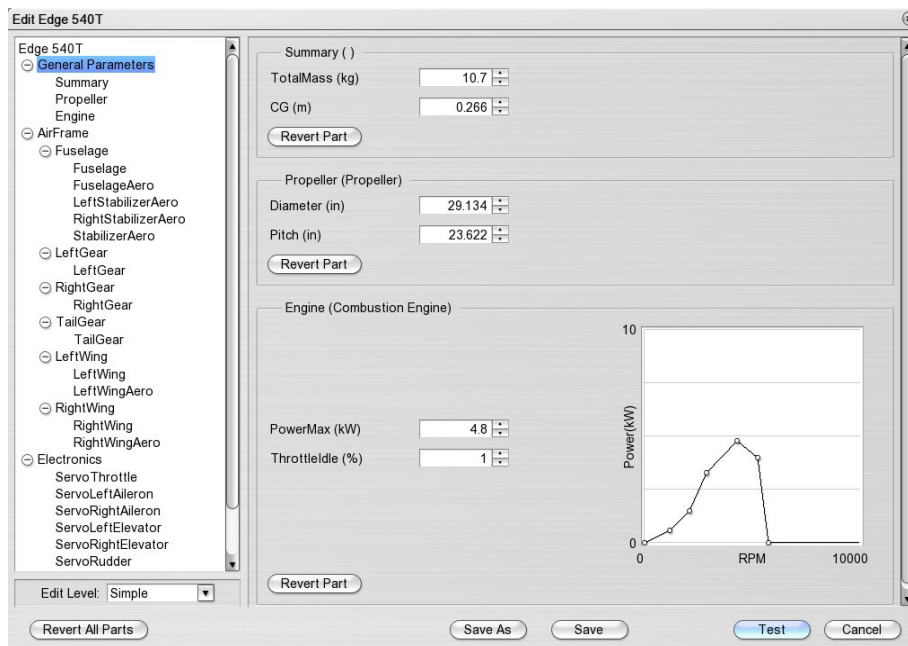 Edit Edge 540T
Edge 540T
General Parameters
Summary
Propeller
Engine
AirFrame
Fuselage
Fuselage
FuselageAero
LeftStabilizerAero
RightStabilizerAero
StabilizerAero
LeftGear
LeftGear
RightGear
RightGear
TailGear
TailGear
LeftWing
LeftWing
LeftWingAero
RightWing
RightWing
RightWingAero
Electronics
ServoThrottle
ServoLeftAileron
ServoRightAileron
ServoLeftElevator
ServoRightElevator
ServoRudder
Edit Level: Simple
Summary ( )
TotalMass (kg) 10.7
CG (m) 0.266
Revert Part
Propeller (Propeller)
Diameter (in) 29.134
Pitch (in) 23.622
Revert Part
Engine (Combustion Engine)
PowerMax (kW) 4.8
ThrottleIdle (%) 1
10
Power(kW)
0
0 RPM 10000
Revert Part
Revert All Parts Save As Save Test Cancel